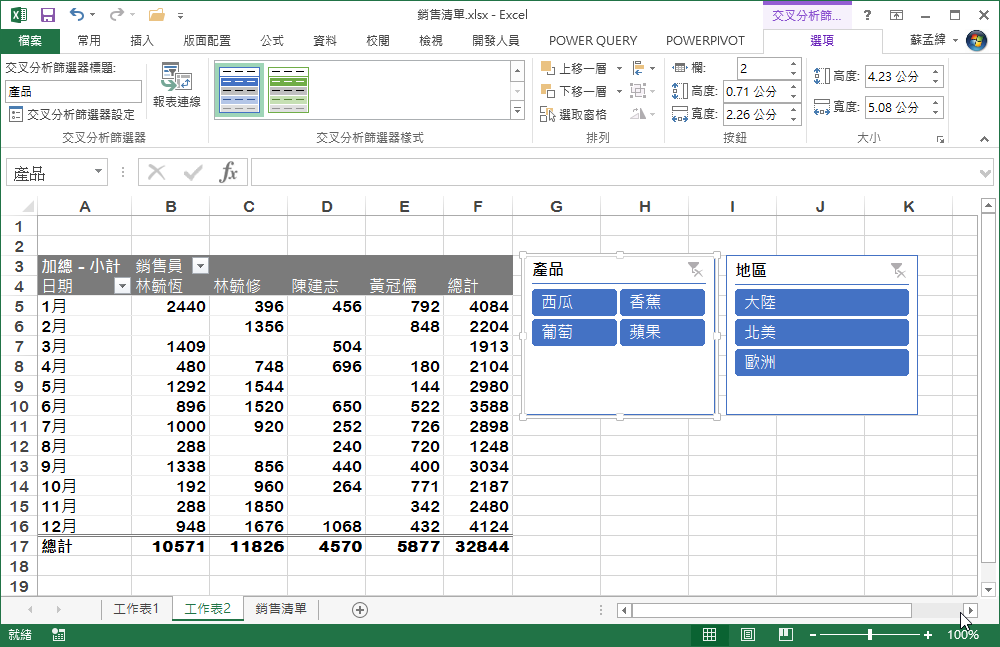 銷售清單.xlsx - Excel
交叉分析篩...
?
檔案 常用 插入 版面配置 公式 資料 校閱 檢視 開發人員 POWER QUERY POWERPIVOT 選項 蘇孟緯
交叉分析篩選器標題:
產品
交叉分析篩選器設定
交叉分析篩選器
報表連線
交叉分析篩選器樣式
上移一層
下移一層
選取窗格
排列
欄: 2
高度: 0.71 公分
寬度: 2.26 公分
按鈕
高度: 4.23 公分
寬度: 5.08 公分
大小
產品 fx
A B C D E F G H I J K
1
2
3 加總 - 小計 銷售員
4 日期 林毓恆 林毓修 陳建志 黃冠儒 總計
5 1月 2440 396 456 792 4084
6 2月 1356 848 2204
7 3月 1409 504 1913
8 4月 480 748 696 180 2104
9 5月 1292 1544 144 2980
10 6月 896 1520 650 522 3588
11 7月 1000 920 252 726 2898
12 8月 288 240 720 1248
13 9月 1338 856 440 400 3034
14 10月 192 960 264 771 2187
15 11月 288 1850 342 2480
16 12月 948 1676 1068 432 4124
17 總計 10571 11826 4570 5877 32844
18
19
產品
西瓜 香蕉
葡萄 蘋果
地區
大陸
北美
歐洲
工作表1 工作表2 銷售清單
就緒 100%